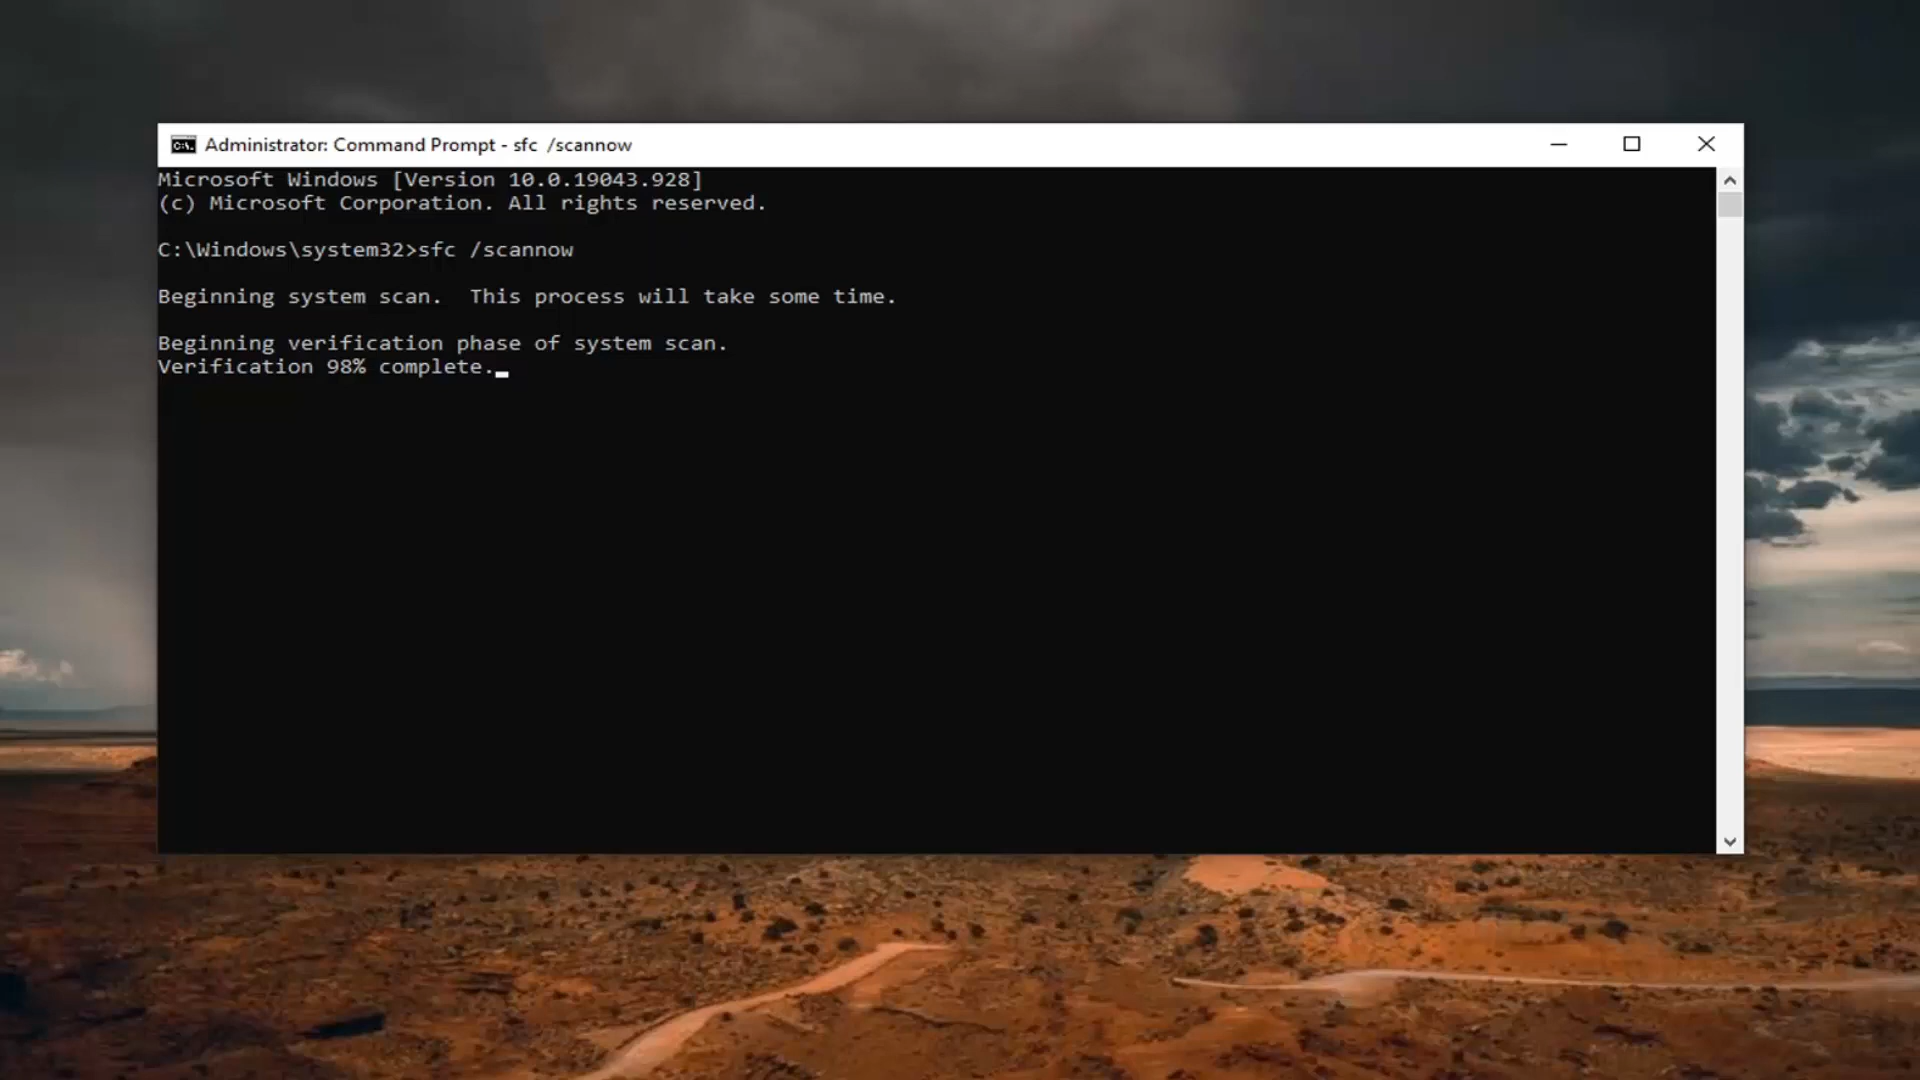 Administrator: Command Prompt - sfc  /scannow
Microsoft Windows [Version 10.0.19043.928]
(c) Microsoft Corporation. All rights reserved.
C:\Windows\system32>sfc /scannow
Beginning system scan.  This process will take some time.
Beginning verification phase of system scan.
Verification 98% complete.